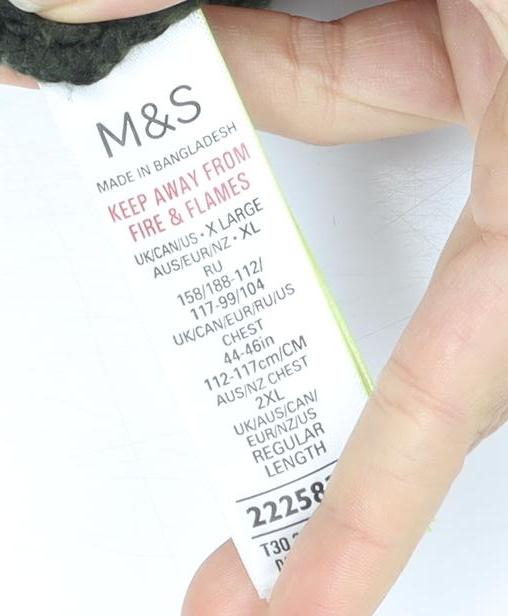 M&S
MADE IN BANGLADESH
KEEP AWAY FROM
FIRE & FLAMES
UK/CAN/US • X LARGE
AUS/EUR/NZ • XL
RU
158/188-112/
117-99/104
UK/CAN/EUR/RU/US
CHEST
44-46in
112-117cm/CM
AUS/NZ CHEST
2XL
UK/AUS/CAN/
EUR/NZ/US
REGULAR
LENGTH
22258
T30